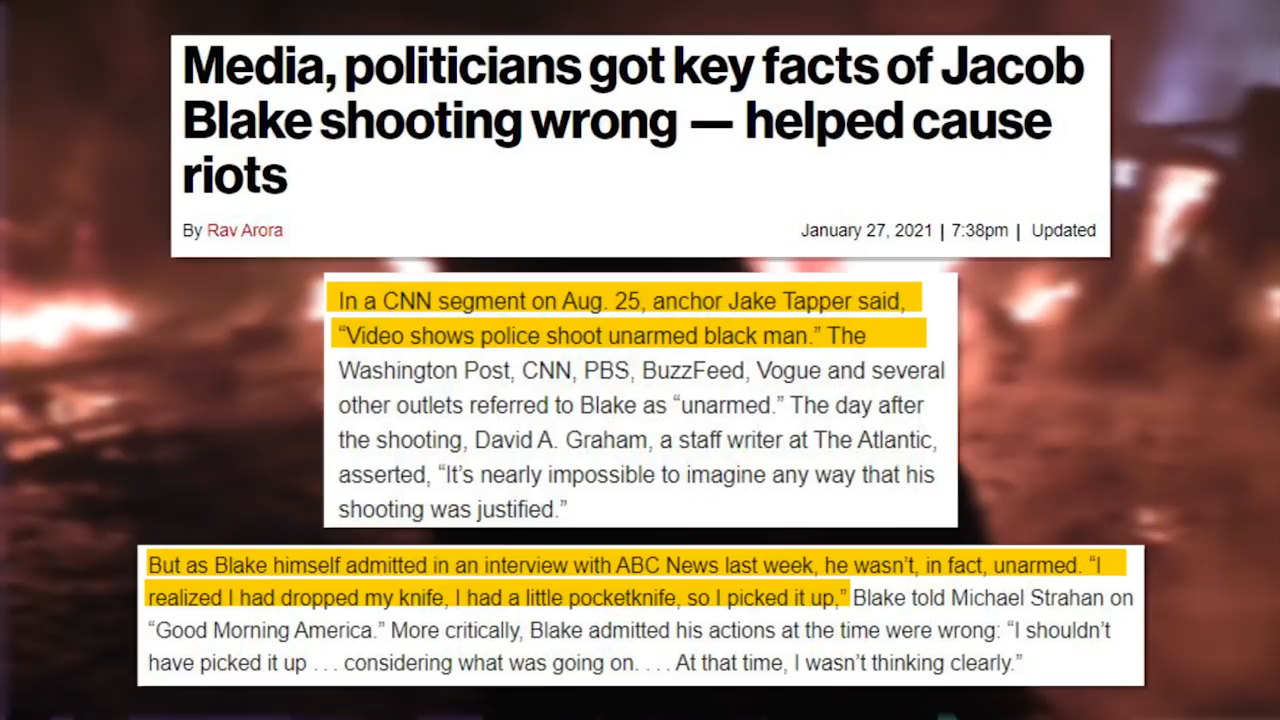 Media, politicians got key facts of Jacob
Blake shooting wrong — helped cause
riots
By Rav Arora
January 27, 2021 | 7:38pm | Updated
In a CNN segment on Aug. 25, anchor Jake Tapper said,
“Video shows police shoot unarmed black man.” The
Washington Post, CNN, PBS, BuzzFeed, Vogue and several
other outlets referred to Blake as “unarmed.” The day after
the shooting, David A. Graham, a staff writer at The Atlantic,
asserted, “It’s nearly impossible to imagine any way that his
shooting was justified.”
But as Blake himself admitted in an interview with ABC News last week, he wasn’t, in fact, unarmed. “I
realized I had dropped my knife, I had a little pocketknife, so I picked it up,” Blake told Michael Strahan on
“Good Morning America.” More critically, Blake admitted his actions at the time were wrong: “I shouldn’t
have picked it up . . . considering what was going on. . . . At that time, I wasn’t thinking clearly.”